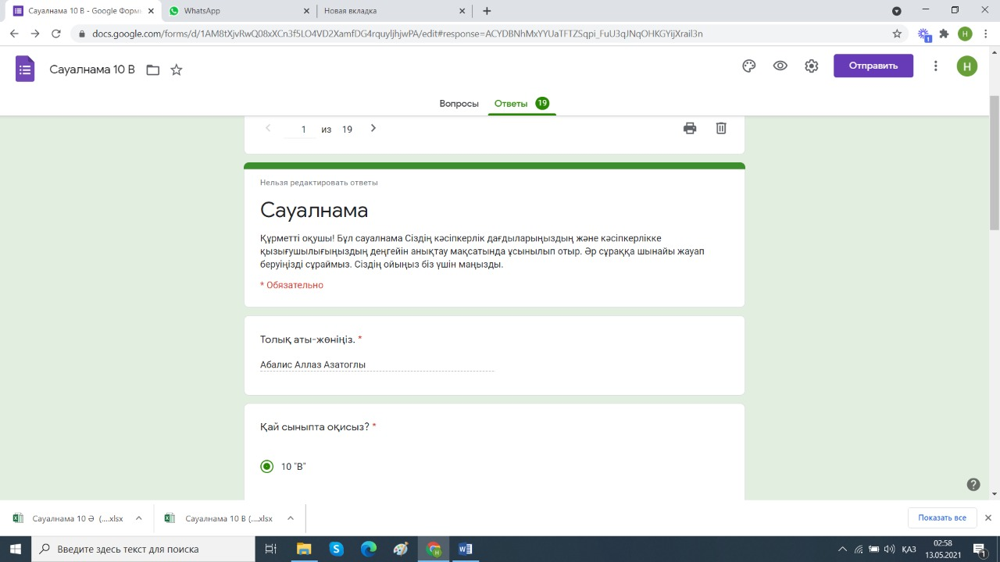 Сауалнама 10 В - Google Форм
WhatsApp
Новая вкладка
docs.google.com/forms/d/1AM8tXjvRwQ08xXCn3f5LO4VD2XamfDG4rquyljhjwPA/edit#response=ACYDBNhMxYYUaTFTZSqpi_FuU3qJNqOHKGYijXrail3n
1
H
Сауалнама 10 В
Отправить
H
Вопросы
Ответы 19
1 из 19
Нельзя редактировать ответы
Сауалнама
Құрметті оқушы! Бұл сауалнама Сіздің кәсіпкерлік дағдыларыңыздың және кәсіпкерлікке
қызығушылығыңыздың деңгейін анықтау мақсатында ұсынылып отыр. Әр сұраққа шынайы жауап
беруіңізді сұраймыз. Сіздің ойыңыз біз үшін маңызды.
* Обязательно
Толық аты-жөніңіз. *
Абалис Аллаз Азатоглы
Қай сыныпта оқисыз? *
10 "В"
Сауалнама 10 Ә (....xlsx
Сауалнама 10 В (....xlsx
Показать все
Введите здесь текст для поиска
ҚАЗ
02:58
13.05.2021
1